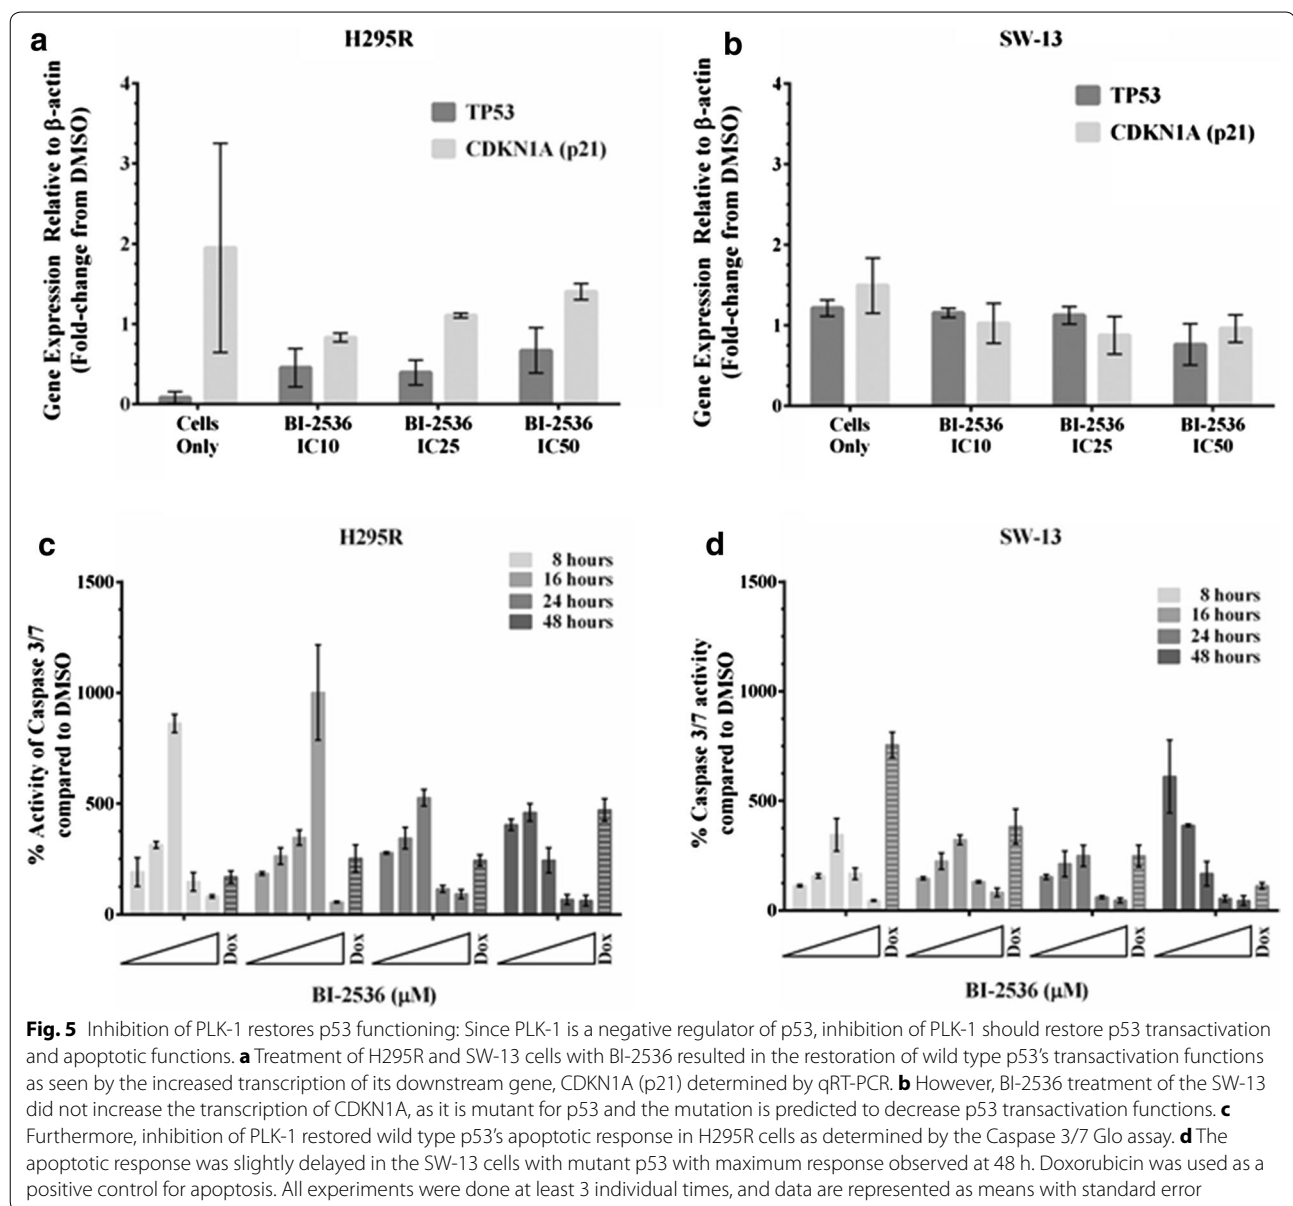 a
H295R
Gene Expression Relative to β-actin
(Fold-change from DMSO)
4
3
2
1
0
TP53
CDKN1A (p21)
Cells
Only
BI-2536
IC10
BI-2536
IC25
BI-2536
IC50
b
SW-13
Gene Expression Relative to β-actin
(Fold-change from DMSO)
4
3
2
1
0
TP53
CDKN1A (p21)
Cells
Only
BI-2536
IC10
BI-2536
IC25
BI-2536
IC50
c
H295R
% Activity of Caspase 3/7
compared to DMSO
1500
1000
500
0
8 hours
16 hours
24 hours
48 hours
Dox
Dox
Dox
Dox
BI-2536 (µM)
d
SW-13
% Caspase 3/7 activity
compared to DMSO
1500
1000
500
0
8 hours
16 hours
24 hours
48 hours
Dox
Dox
Dox
Dox
BI-2536 (µM)
Fig. 5 Inhibition of PLK-1 restores p53 functioning: Since PLK-1 is a negative regulator of p53, inhibition of PLK-1 should restore p53 transactivation
and apoptotic functions. a Treatment of H295R and SW-13 cells with BI-2536 resulted in the restoration of wild type p53's transactivation functions
as seen by the increased transcription of its downstream gene, CDKN1A (p21) determined by qRT-PCR. b However, BI-2536 treatment of the SW-13
did not increase the transcription of CDKN1A, as it is mutant for p53 and the mutation is predicted to decrease p53 transactivation functions. c
Furthermore, inhibition of PLK-1 restored wild type p53's apoptotic response in H295R cells as determined by the Caspase 3/7 Glo assay. d The
apoptotic response was slightly delayed in the SW-13 cells with mutant p53 with maximum response observed at 48 h. Doxorubicin was used as a
positive control for apoptosis. All experiments were done at least 3 individual times, and data are represented as means with standard error